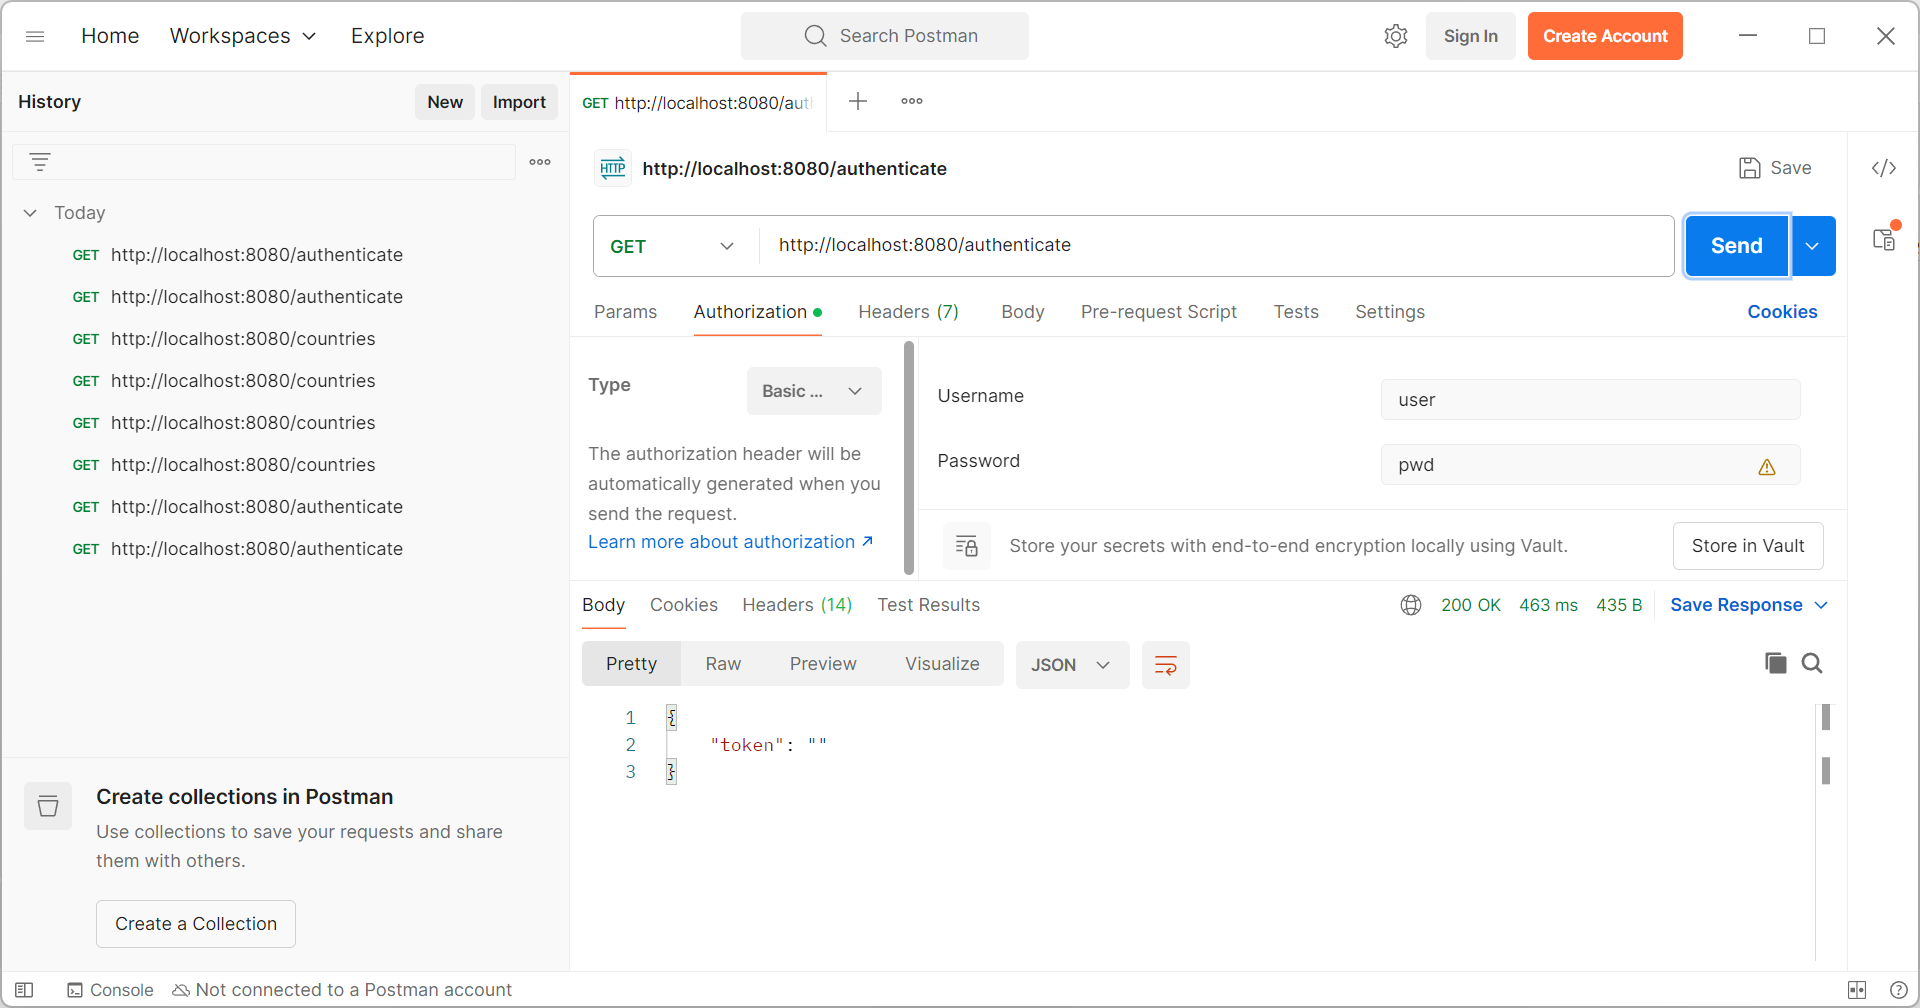 Home Workspaces Explore Search Postman Sign In Create Account
History New Import
GET http://localhost:8080/aut
Today
GET http://localhost:8080/authenticate
GET http://localhost:8080/authenticate
GET http://localhost:8080/countries
GET http://localhost:8080/countries
GET http://localhost:8080/countries
GET http://localhost:8080/countries
GET http://localhost:8080/authenticate
GET http://localhost:8080/authenticate
Create collections in Postman
Use collections to save your requests and share
them with others.
Create a Collection
HTTP http://localhost:8080/authenticate Save </>
GET http://localhost:8080/authenticate Send
Params Authorization Headers (7) Body Pre-request Script Tests Settings Cookies
Type Basic ...
The authorization header will be
automatically generated when you
send the request.
Learn more about authorization ↗
Username user
Password pwd
Store your secrets with end-to-end encryption locally using Vault. Store in Vault
Body Cookies Headers (14) Test Results 200 OK 463 ms 435 B Save Response
Pretty Raw Preview Visualize JSON
1 {
2 "token": ""
3 }
Console Not connected to a Postman account